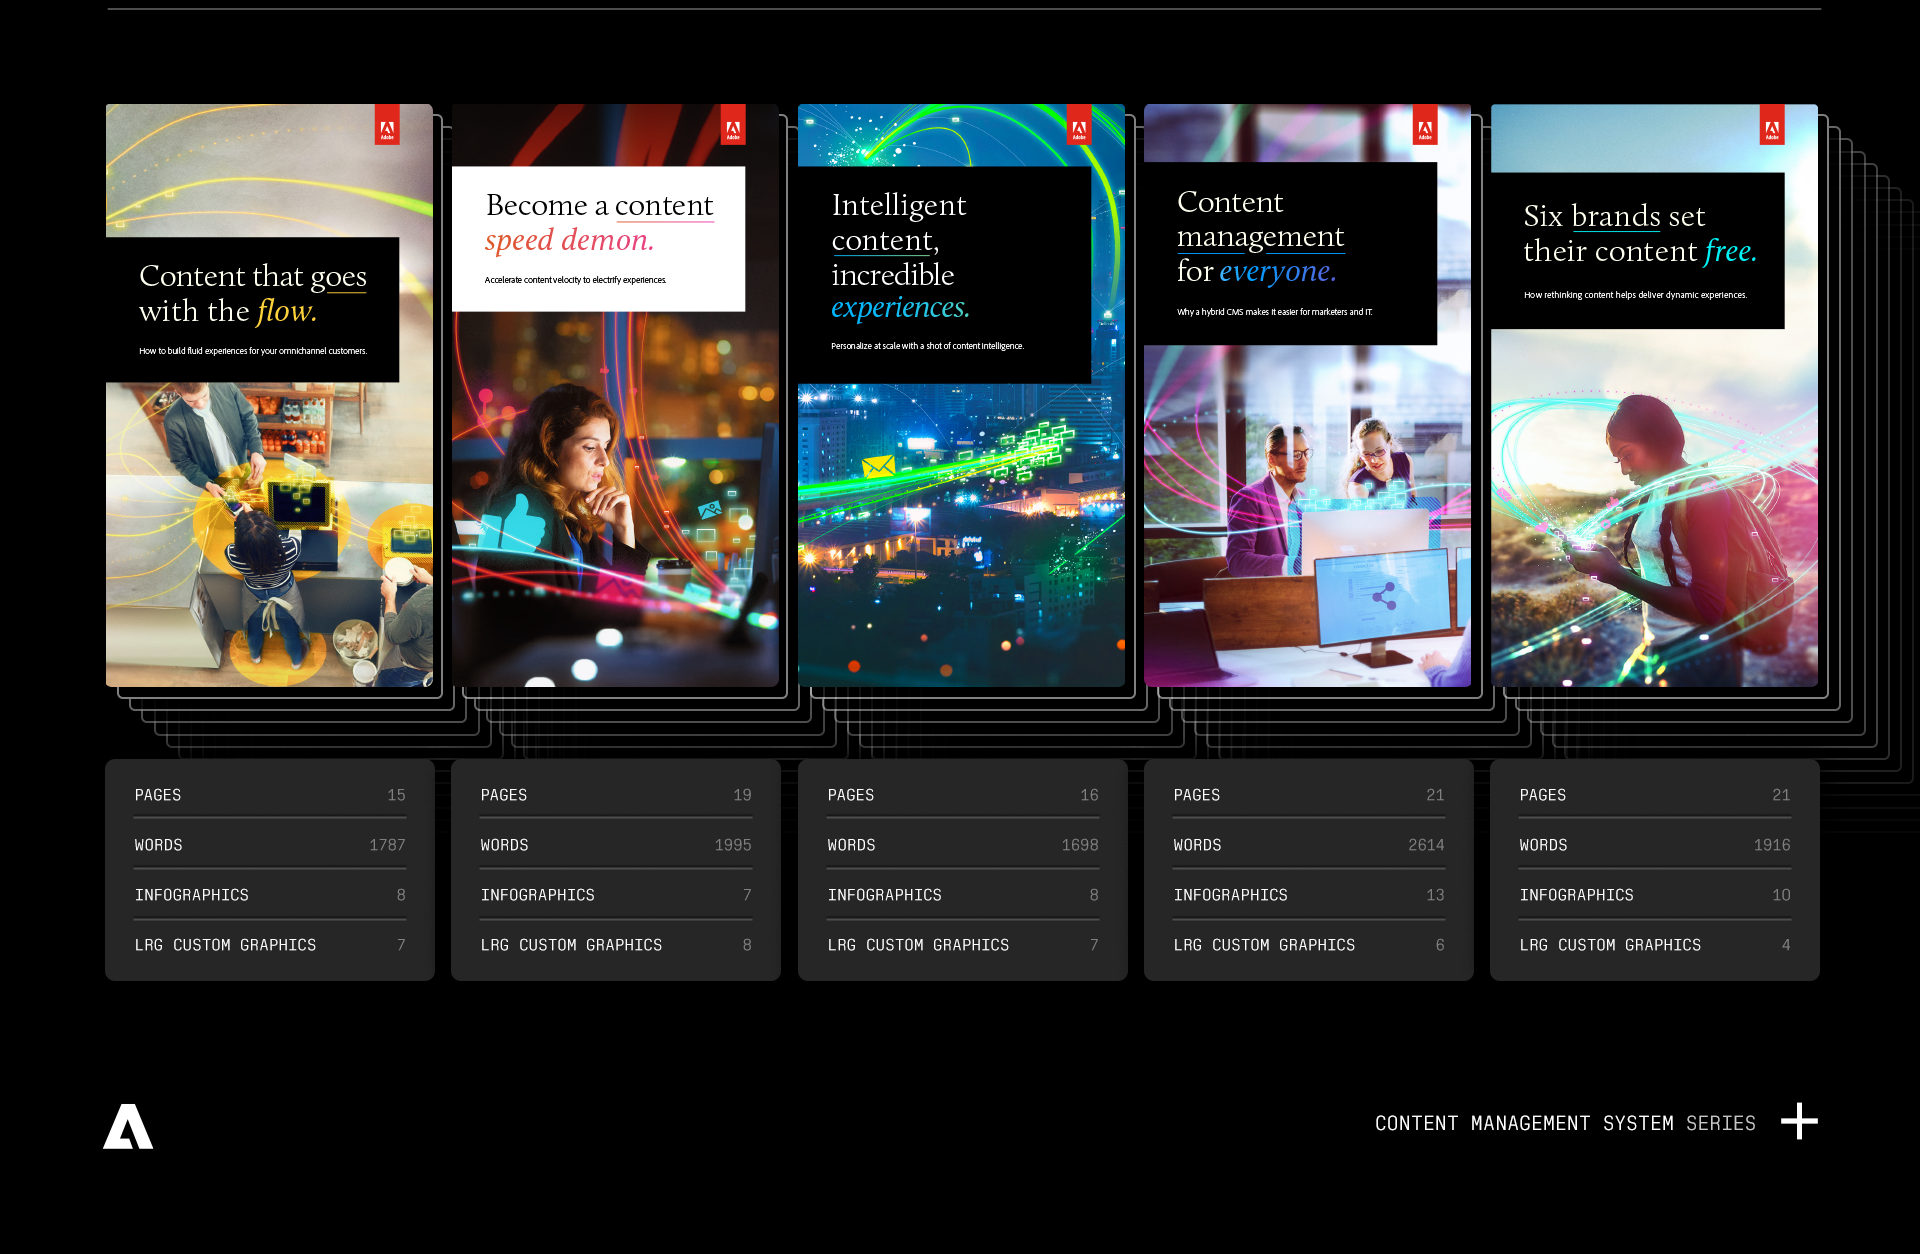 Adobe
Content that goes
with the flow.
How to build fluid experiences for your omnichannel customers.
Adobe
Become a content
speed demon.
Accelerate content velocity to electrify experiences.
Adobe
Intelligent
content,
incredible
experiences.
Personalize at scale with a shot of content intelligence.
Adobe
Content
management
for everyone.
Why a hybrid CMS makes it easier for marketers and IT.
Adobe
Six brands set
their content free.
How rethinking content helps deliver dynamic experiences.
PAGES 15
WORDS 1787
INFOGRAPHICS 8
LRG CUSTOM GRAPHICS 7
PAGES 19
WORDS 1995
INFOGRAPHICS 7
LRG CUSTOM GRAPHICS 8
PAGES 16
WORDS 1698
INFOGRAPHICS 8
LRG CUSTOM GRAPHICS 7
PAGES 21
WORDS 2614
INFOGRAPHICS 13
LRG CUSTOM GRAPHICS 6
PAGES 21
WORDS 1916
INFOGRAPHICS 10
LRG CUSTOM GRAPHICS 4
CONTENT MANAGEMENT SYSTEM SERIES